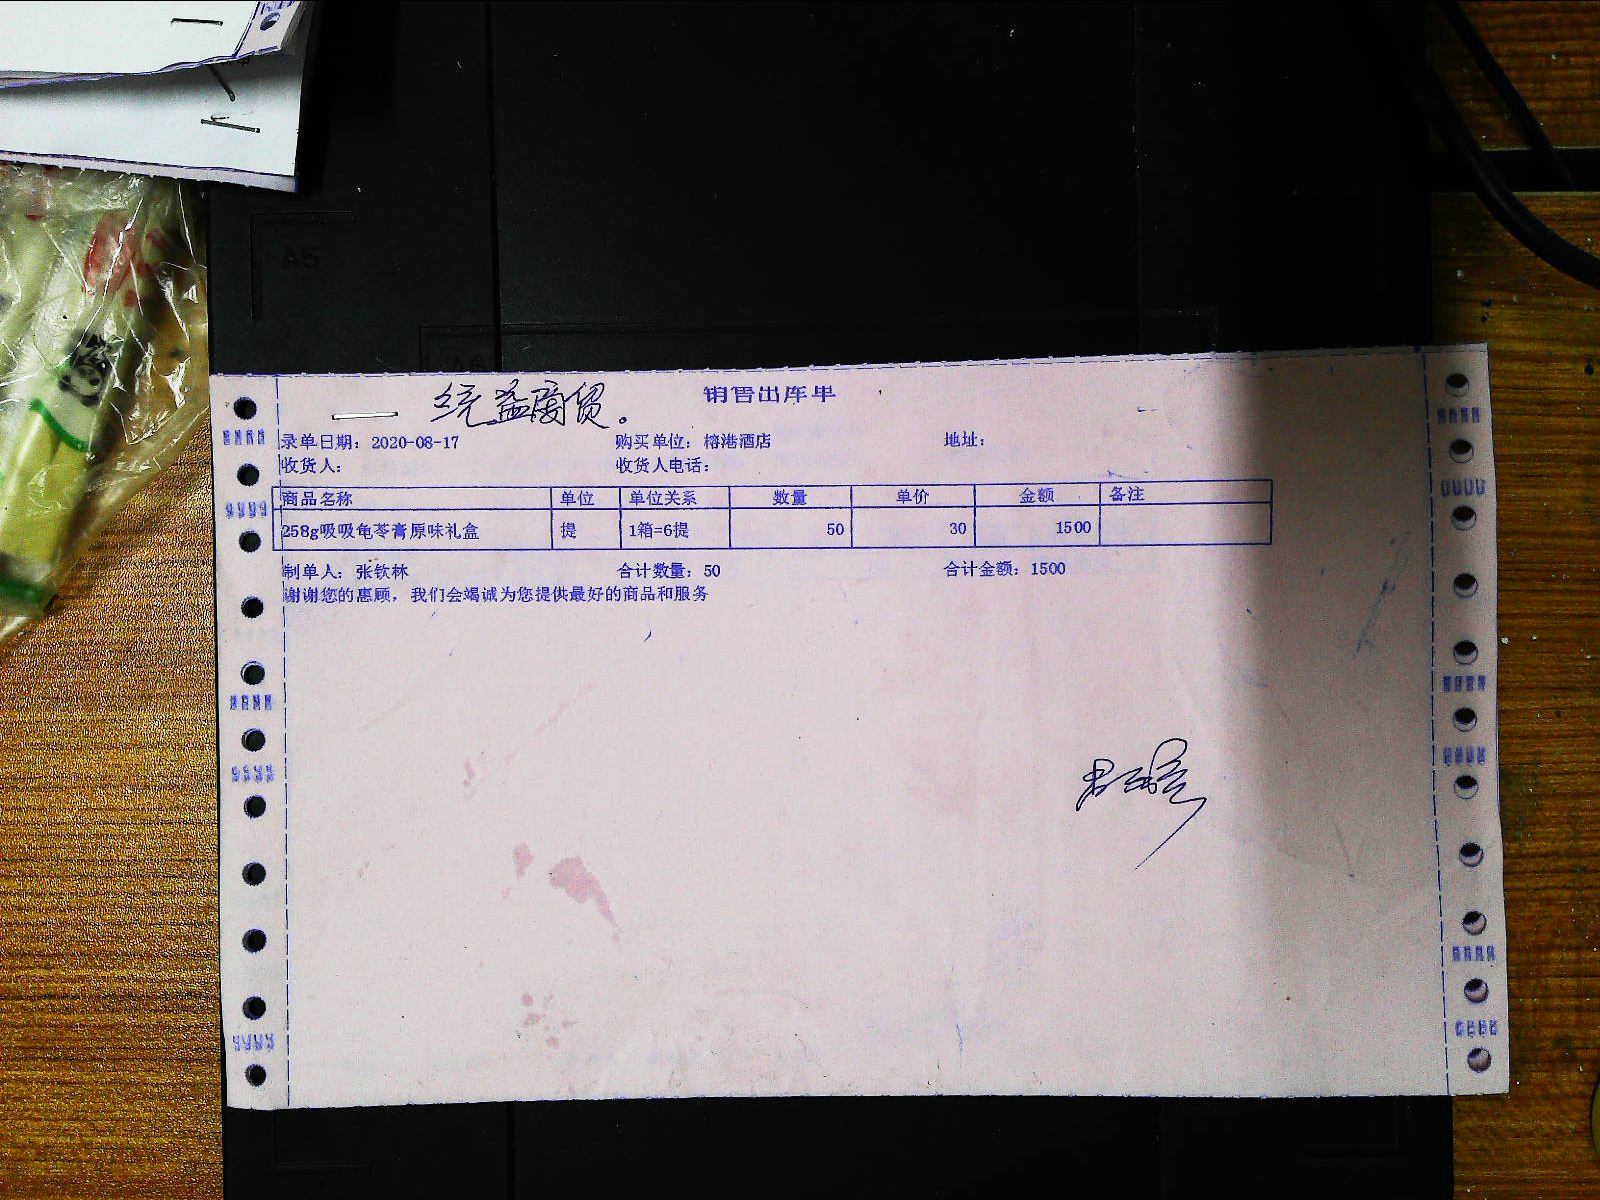 A5
A6
统益商贸。
销售出库单
录单日期：2020-08-17 购买单位：榕港酒店 地址：
收货人： 收货人电话：
商品名称 单位 单位关系 数量 单价 金额 备注
258g吸吸龟苓膏原味礼盒 提 1箱=6提 50 30 1500
制单人：张钦林 合计数量：50 合计金额：1500
谢谢您的惠顾，我们会竭诚为您提供最好的商品和服务